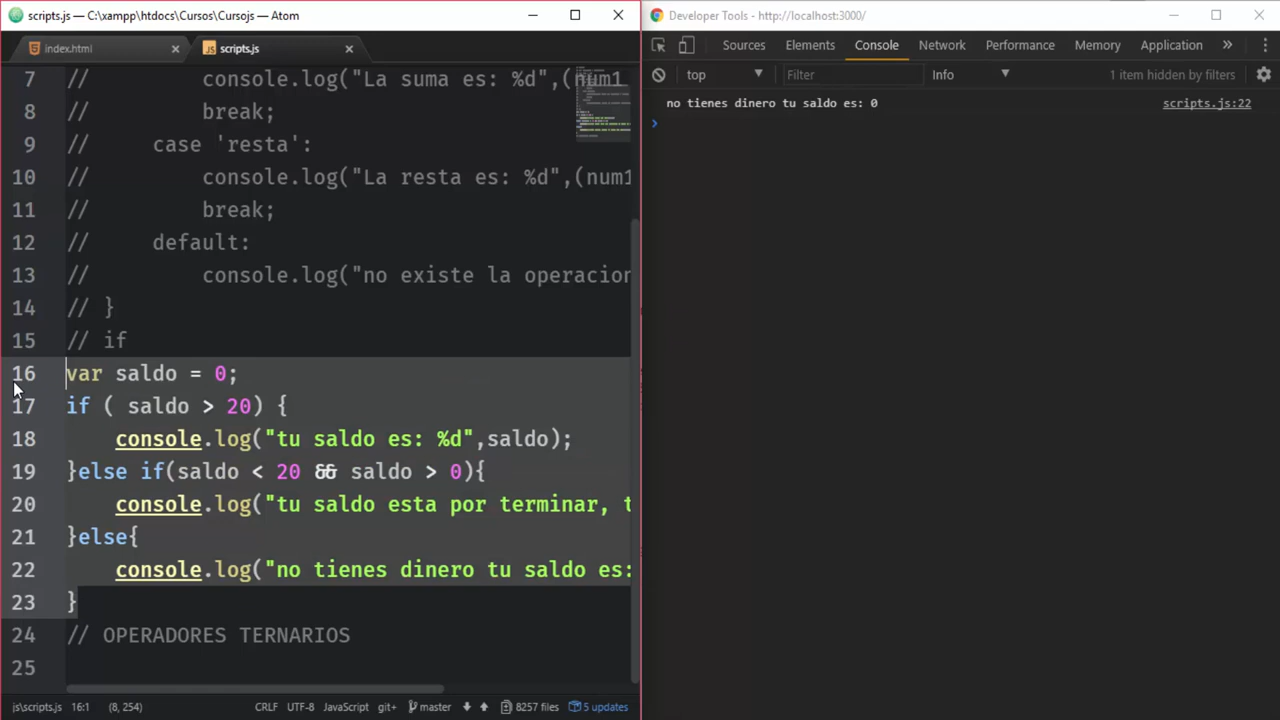 scripts.js — C:\xampp\htdocs\Cursos\Cursojs — Atom
index.html
scripts.js
7 // console.log("La suma es: %d",(num1
8 // break;
9 // case 'resta':
10 // console.log("La resta es: %d",(num1
11 // break;
12 // default:
13 // console.log("no existe la operacion
14 // }
15 // if
16 var saldo = 0;
17 if ( saldo > 20) {
18 console.log("tu saldo es: %d",saldo);
19 }else if(saldo < 20 && saldo > 0){
20 console.log("tu saldo esta por terminar, t
21 }else{
22 console.log("no tienes dinero tu saldo es:
23 }
24 // OPERADORES TERNARIOS
25
js\scripts.js 16:1 (8, 254) CRLF UTF-8 JavaScript git+ master 8257 files 5 updates
Developer Tools - http://localhost:3000/
Sources Elements Console Network Performance Memory Application »
top Filter Info 1 item hidden by filters
no tienes dinero tu saldo es: 0 scripts.js:22